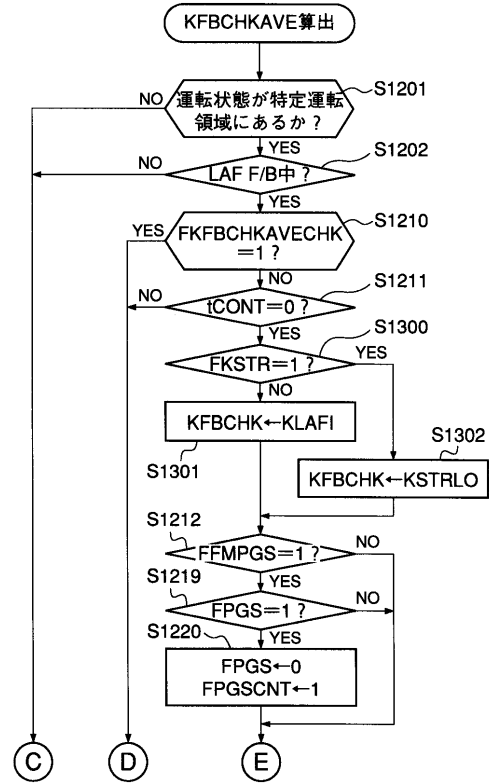 KFBCHKAVE算出
運転状態が特定運転
領域にあるか?
S1201
NO
YES
LAF F/B中?
S1202
NO
YES
FKFBCHKAVECHK
=1?
S1210
YES
NO
tCONT=0?
S1211
NO
YES
FKSTR=1?
S1300
YES
NO
KFBCHK←KLAFI
S1301
KFBCHK←KSTRLO
S1302
FFMPGS=1?
S1212
NO
YES
FPGS=1?
S1219
NO
YES
S1220
FPGS←0
FPGSCNT←1
C
D
E